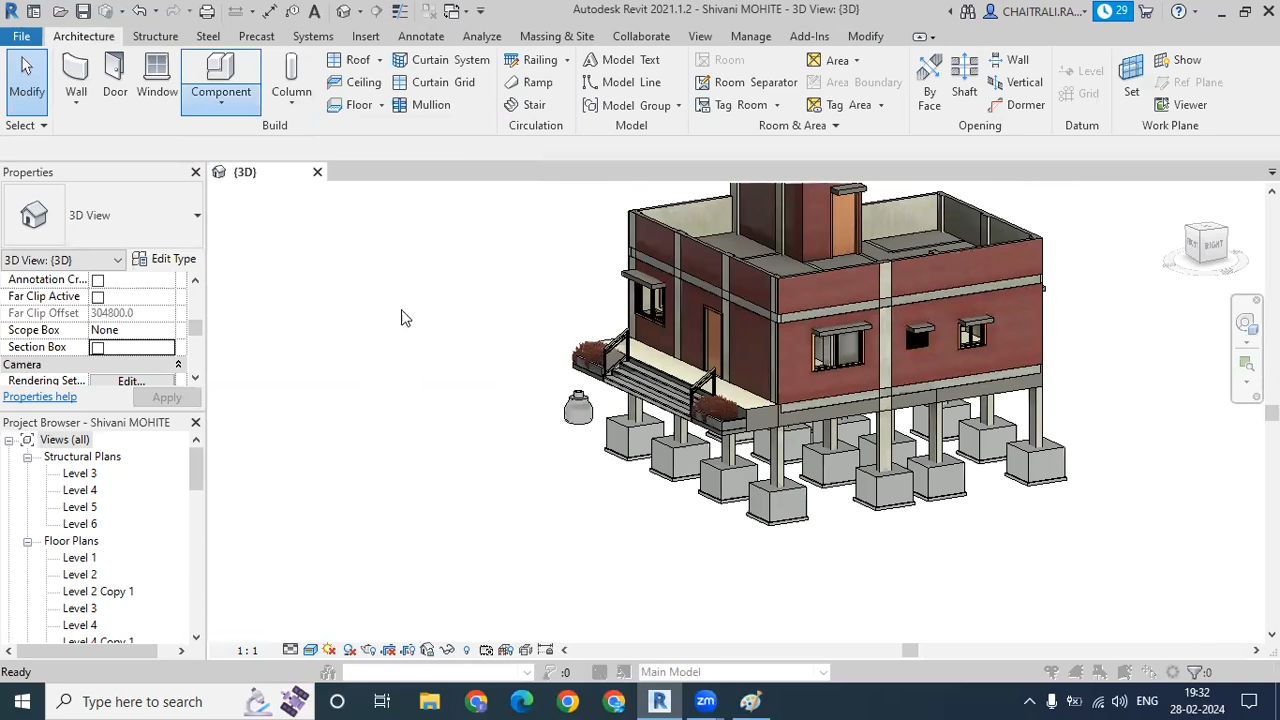 Autodesk Revit 2021.1.2 - Shivani MOHITE - 3D View: {3D}
CHAITRALI.RA...
29
File Architecture Structure Steel Precast Systems Insert Annotate Analyze Massing & Site Collaborate View Manage Add-Ins Modify
Modify Wall Door Window Component Column
Roof Curtain System Railing Model Text Room Area Wall Level Show
Ceiling Curtain Grid Ramp Model Line Room Separator Area Boundary Vertical Grid Ref Plane
Floor Mullion Stair Model Group Tag Room Tag Area By Face Shaft Dormer Set Viewer
Select Build Circulation Model Room & Area Opening Datum Work Plane
Properties
{3D}
3D View
3D View: {3D} Edit Type
Annotation Cr...
Far Clip Active
Far Clip Offset 304800.0
Scope Box None
Section Box
Camera
Rendering Set... Edit...
Properties help Apply
Project Browser - Shivani MOHITE
Views (all)
Structural Plans
Level 3
Level 4
Level 5
Level 6
Floor Plans
Level 1
Level 2
Level 2 Copy 1
Level 3
Level 4
Level 4 Copy 1
RIGHT
1 : 1
Ready
:0
Main Model
:0
Type here to search
ENG
19:32
28-02-2024